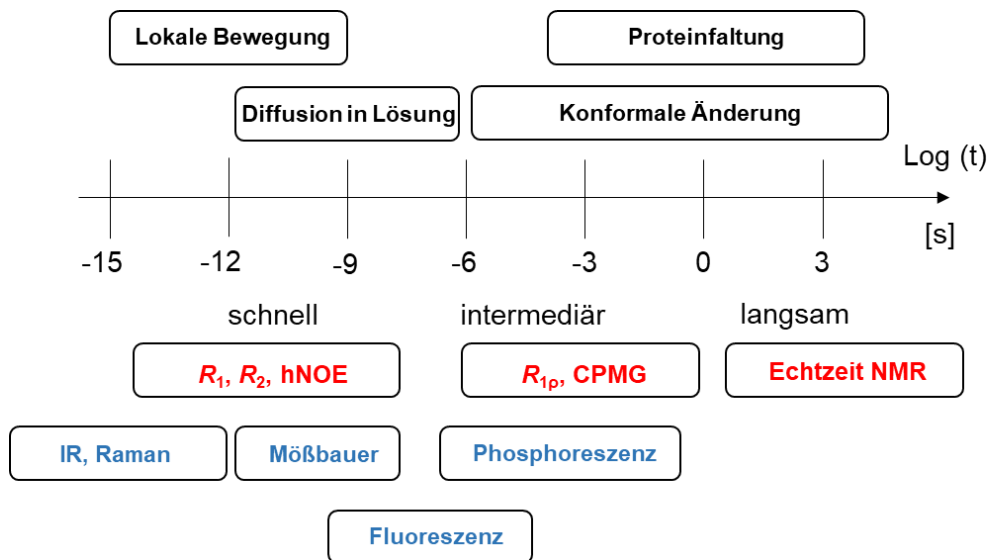 Lokale Bewegung
Proteinfaltung
Diffusion in Lösung
Konformale Änderung
Log (t)
[s]
-15 -12 -9 -6 -3 0 3
schnell intermediär langsam
R1, R2, hNOE
R1ρ, CPMG
Echtzeit NMR
IR, Raman
Mößbauer
Phosphoreszenz
Fluoreszenz